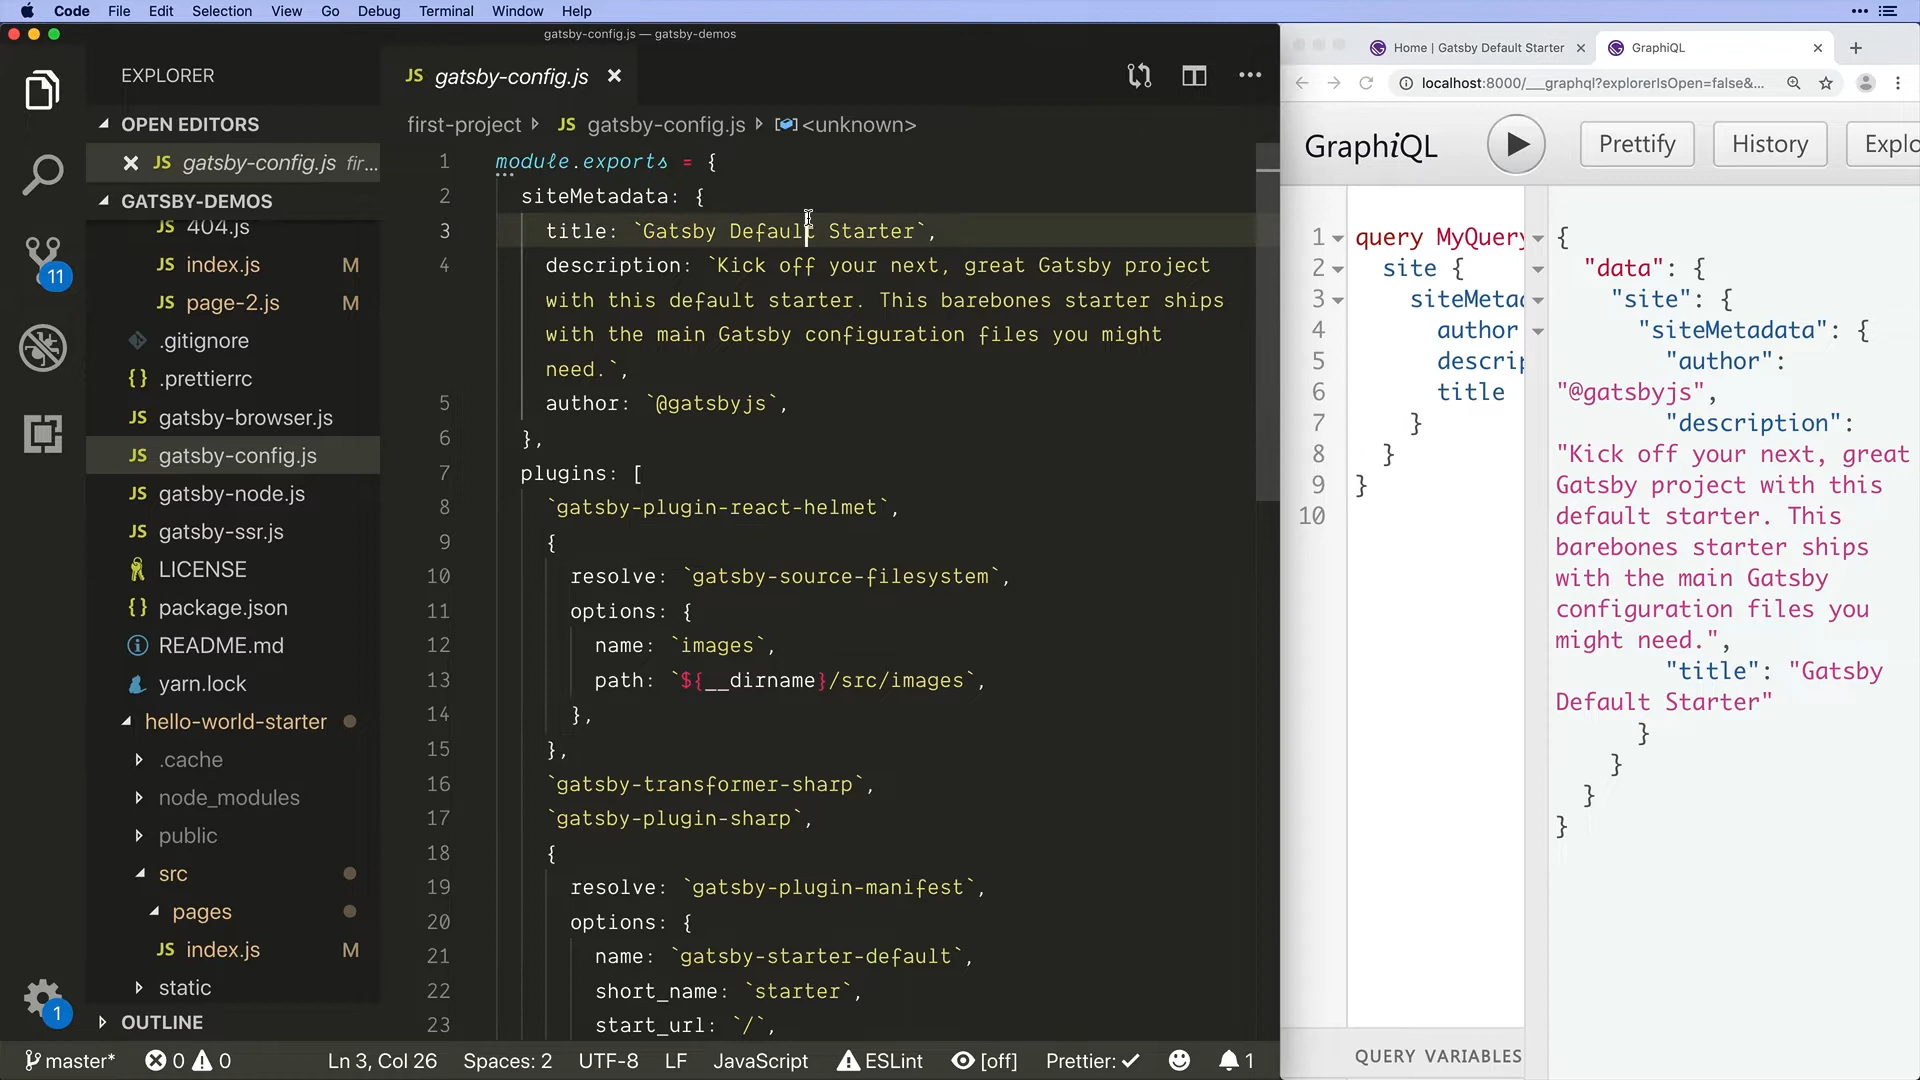 Code File Edit Selection View Go Debug Terminal Window Help
gatsby-config.js — gatsby-demos
EXPLORER
OPEN EDITORS
JS gatsby-config.js fir...
GATSBY-DEMOS
404.js
JS index.js M
JS page-2.js M
.gitignore
{} .prettierrc
JS gatsby-browser.js
JS gatsby-config.js
JS gatsby-node.js
JS gatsby-ssr.js
LICENSE
{} package.json
README.md
yarn.lock
hello-world-starter
.cache
node_modules
public
src
pages
JS index.js M
static
OUTLINE
11
1
JS gatsby-config.js
first-project JS gatsby-config.js <unknown>
1 module.exports = {
2 siteMetadata: {
3 title: `Gatsby Default Starter`,
4 description: `Kick off your next, great Gatsby project
with this default starter. This barebones starter ships
with the main Gatsby configuration files you might
need.`,
5 author: `@gatsbyjs`,
6 },
7 plugins: [
8 `gatsby-plugin-react-helmet`,
9 {
10 resolve: `gatsby-source-filesystem`,
11 options: {
12 name: `images`,
13 path: `${__dirname}/src/images`,
14 },
15 },
16 `gatsby-transformer-sharp`,
17 `gatsby-plugin-sharp`,
18 {
19 resolve: `gatsby-plugin-manifest`,
20 options: {
21 name: `gatsby-starter-default`,
22 short_name: `starter`,
23 start_url: `/`,
master* 0 0 Ln 3, Col 26 Spaces: 2 UTF-8 LF JavaScript ESLint [off] Prettier: ✓ 1
Home | Gatsby Default Starter GraphiQL
localhost:8000/___graphql?explorerIsOpen=false&...
GraphiQL Prettify History Explo
1 query MyQuery
2 site {
3 siteMetad
4 author
5 descrip
6 title
7 }
8 }
9 }
10
{
"data": {
"site": {
"siteMetadata": {
"author":
"@gatsbyjs",
"description":
"Kick off your next, great
Gatsby project with this
default starter. This
barebones starter ships
with the main Gatsby
configuration files you
might need.",
"title": "Gatsby
Default Starter"
}
}
}
}
QUERY VARIABLES